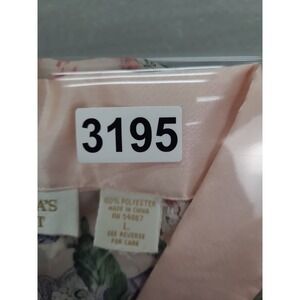 3195
100% POLYESTER
MADE IN CHINA
RN 54867
L
SEE REVERSE
FOR CARE
A'S
T